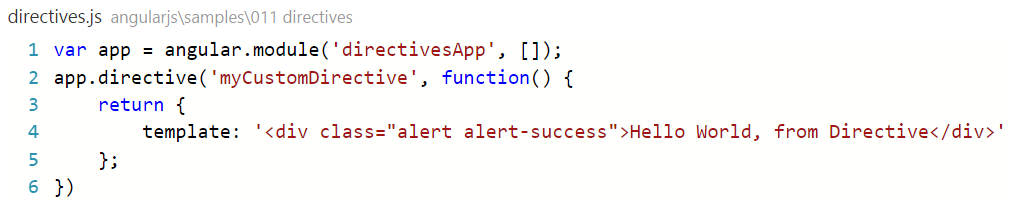 directives.js angularjs\samples\011 directives
1 var app = angular.module('directivesApp', []);
2 app.directive('myCustomDirective', function() {
3     return {
4         template: '<div class="alert alert-success">Hello World, from Directive</div>'
5     };
6 })